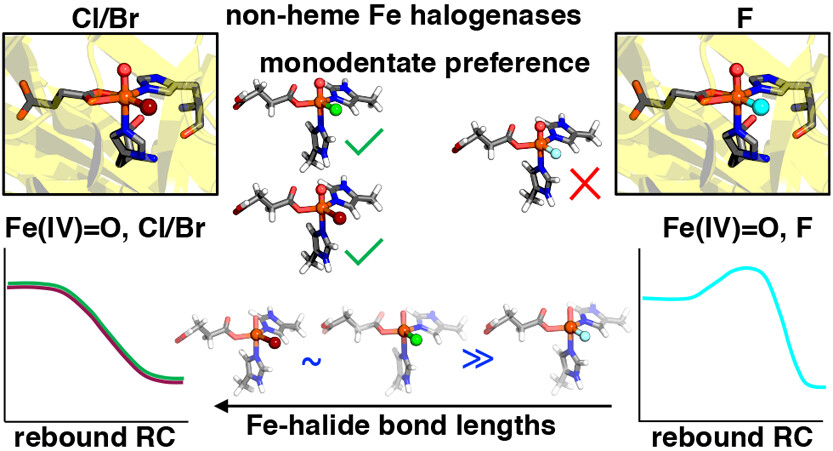 Cl/Br
non-heme Fe halogenases
F
monodentate preference
Fe(IV)=O, Cl/Br
Fe(IV)=O, F
~
≫
rebound RC
Fe-halide bond lengths
rebound RC